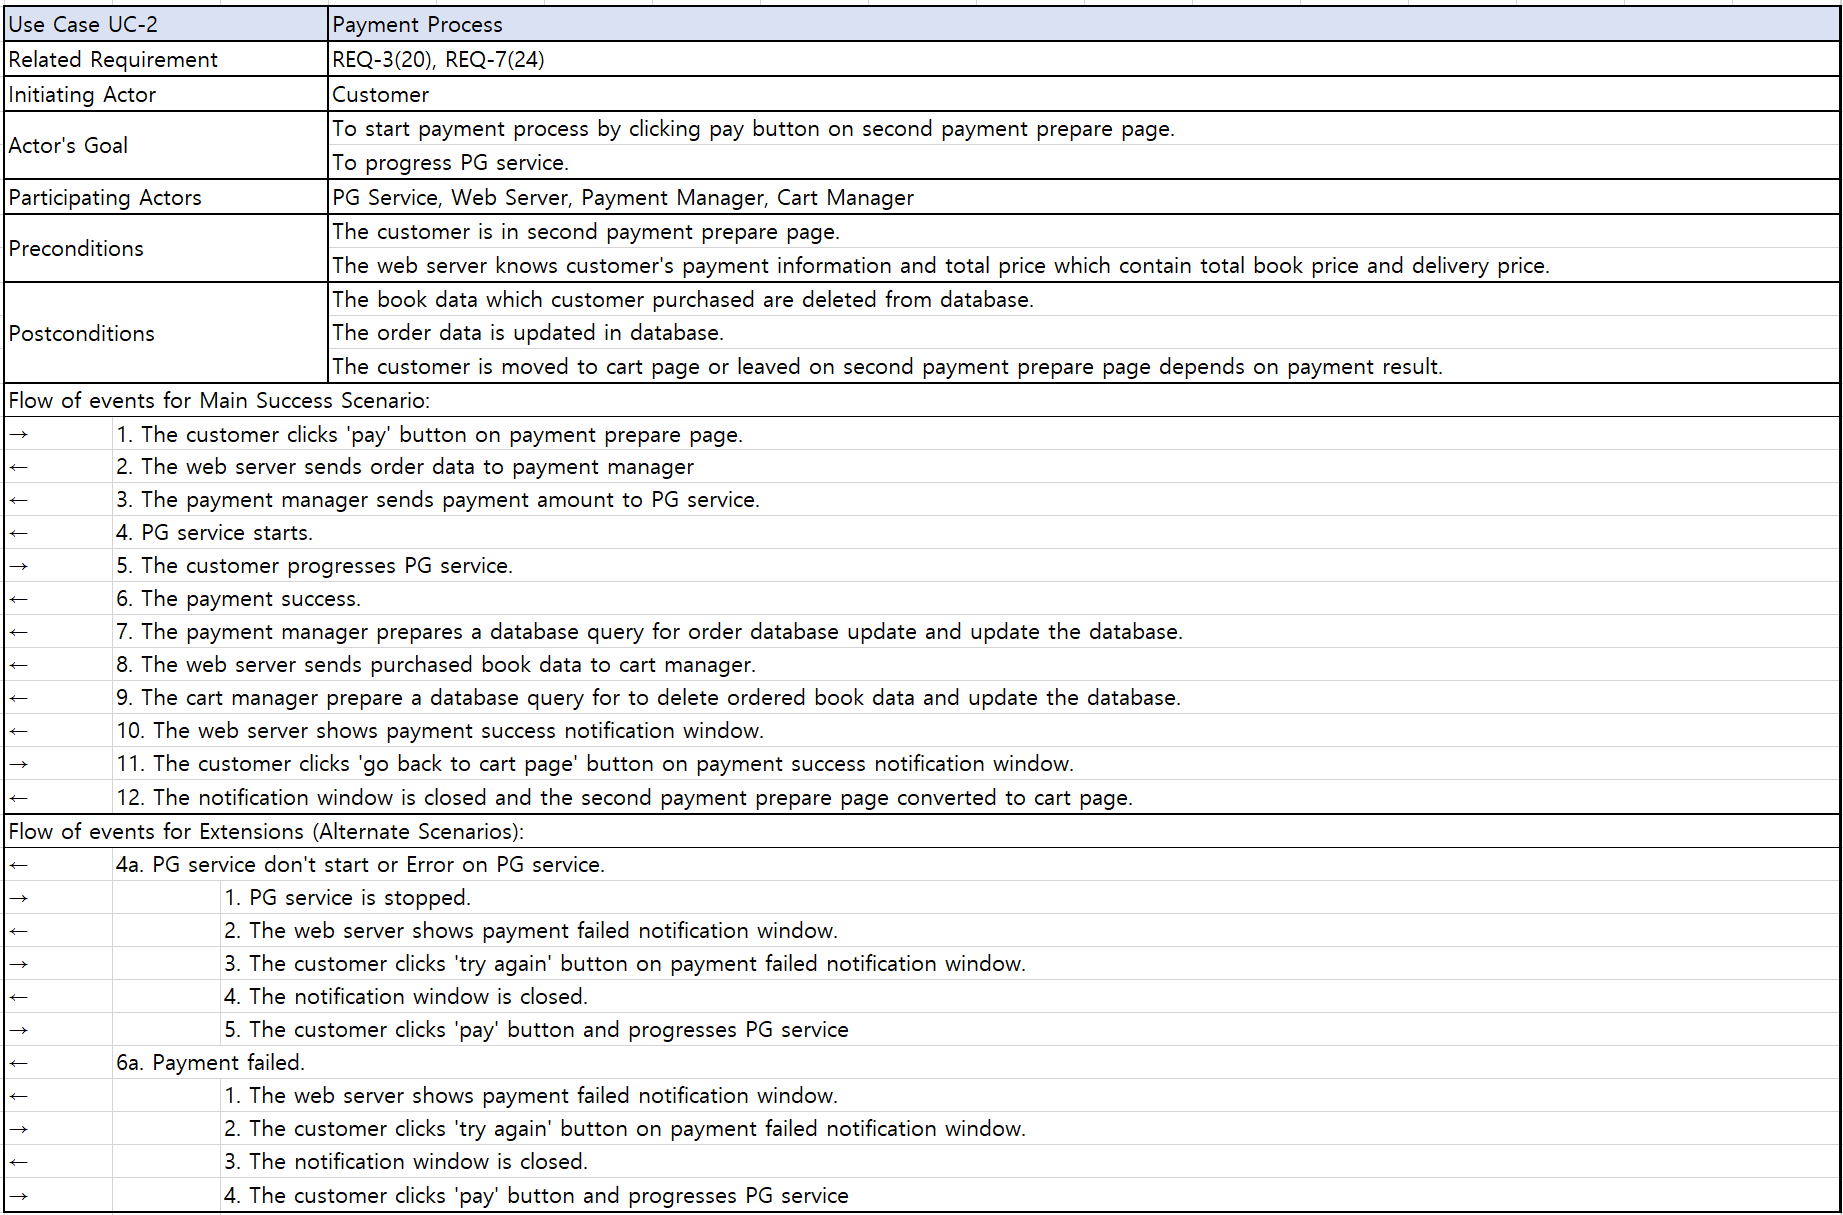 Use Case UC-2 Payment Process
Related Requirement REQ-3(20), REQ-7(24)
Initiating Actor Customer
Actor's Goal
To start payment process by clicking pay button on second payment prepare page.
To progress PG service.
Participating Actors PG Service, Web Server, Payment Manager, Cart Manager
Preconditions
The customer is in second payment prepare page.
The web server knows customer's payment information and total price which contain total book price and delivery price.
Postconditions
The book data which customer purchased are deleted from database.
The order data is updated in database.
The customer is moved to cart page or leaved on second payment prepare page depends on payment result.
Flow of events for Main Success Scenario:
→ 1. The customer clicks 'pay' button on payment prepare page.
← 2. The web server sends order data to payment manager
← 3. The payment manager sends payment amount to PG service.
← 4. PG service starts.
→ 5. The customer progresses PG service.
← 6. The payment success.
← 7. The payment manager prepares a database query for order database update and update the database.
← 8. The web server sends purchased book data to cart manager.
← 9. The cart manager prepare a database query for to delete ordered book data and update the database.
← 10. The web server shows payment success notification window.
→ 11. The customer clicks 'go back to cart page' button on payment success notification window.
← 12. The notification window is closed and the second payment prepare page converted to cart page.
Flow of events for Extensions (Alternate Scenarios):
← 4a. PG service don't start or Error on PG service.
→ 1. PG service is stopped.
← 2. The web server shows payment failed notification window.
→ 3. The customer clicks 'try again' button on payment failed notification window.
← 4. The notification window is closed.
→ 5. The customer clicks 'pay' button and progresses PG service
← 6a. Payment failed.
← 1. The web server shows payment failed notification window.
→ 2. The customer clicks 'try again' button on payment failed notification window.
← 3. The notification window is closed.
→ 4. The customer clicks 'pay' button and progresses PG service